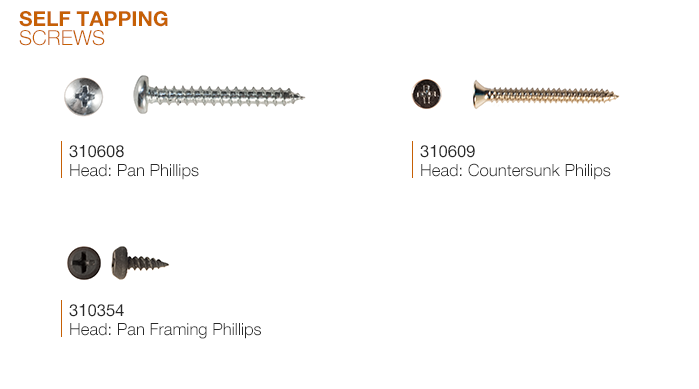 SELF TAPPING
SCREWS
310608
Head: Pan Phillips
310609
Head: Countersunk Philips
310354
Head: Pan Framing Phillips